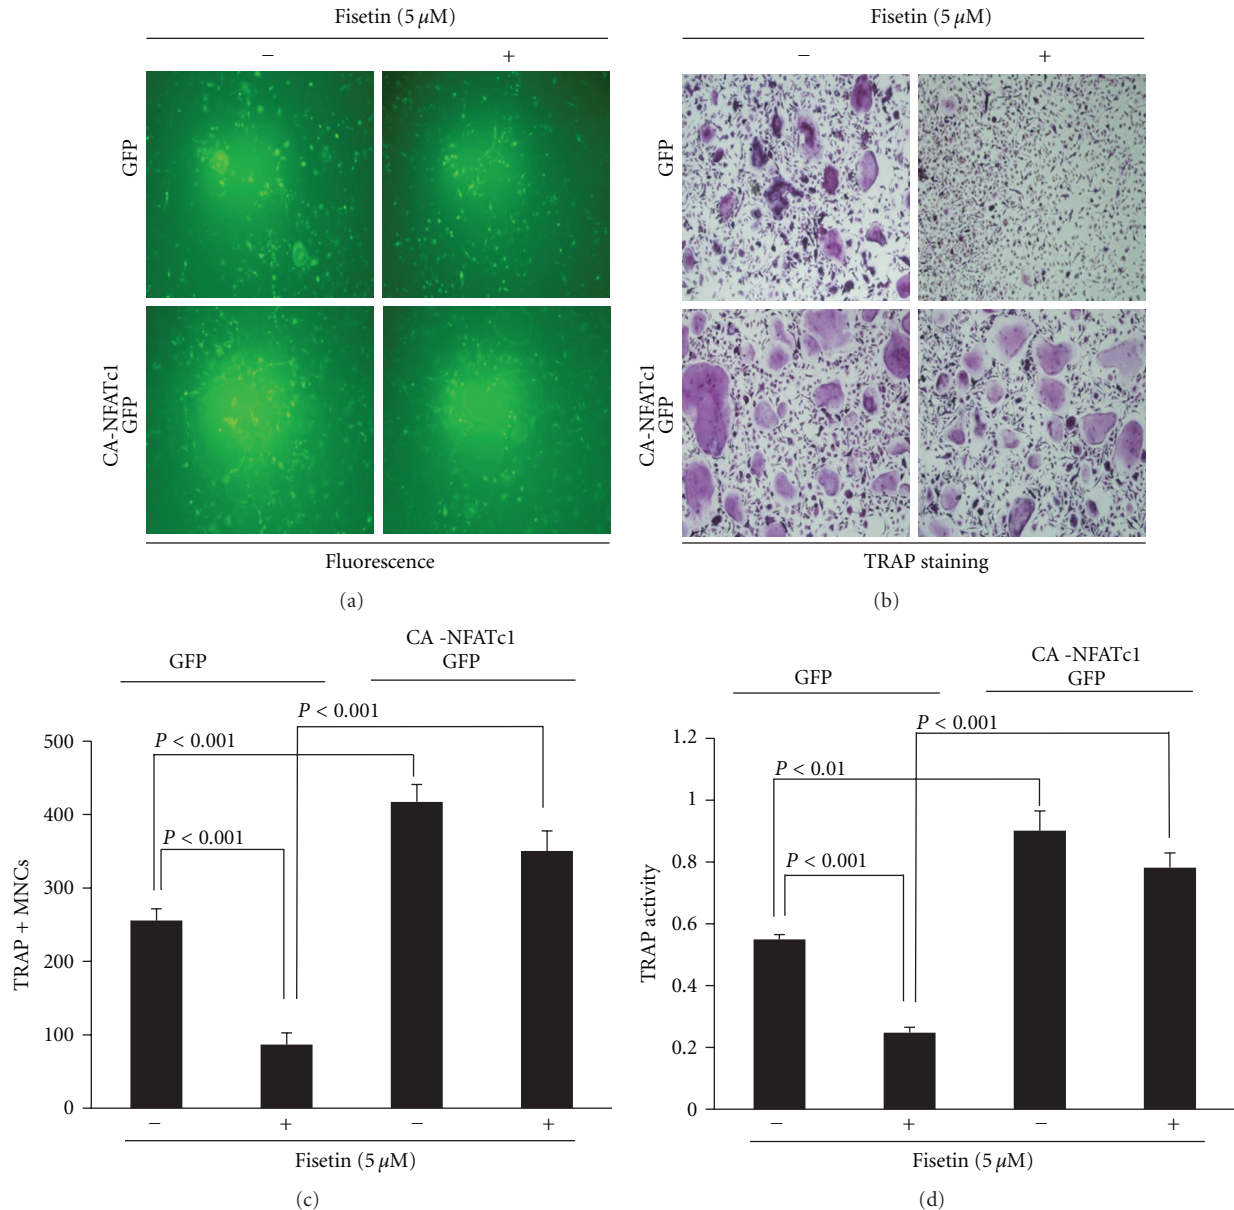 Fisetin (5 μM)
− +
GFP
CA-NFATc1
GFP
Fluorescence
(a)
Fisetin (5 μM)
− +
GFP
CA-NFATc1
GFP
TRAP staining
(b)
GFP
CA -NFATc1
GFP
P < 0.001
P < 0.001
P < 0.001
500
400
300
200
100
0
TRAP + MNCs
− + − +
Fisetin (5 μM)
(c)
GFP
CA -NFATc1
GFP
P < 0.001
P < 0.01
P < 0.001
1.2
1
0.8
0.6
0.4
0.2
0
TRAP activity
− + − +
Fisetin (5 μM)
(d)